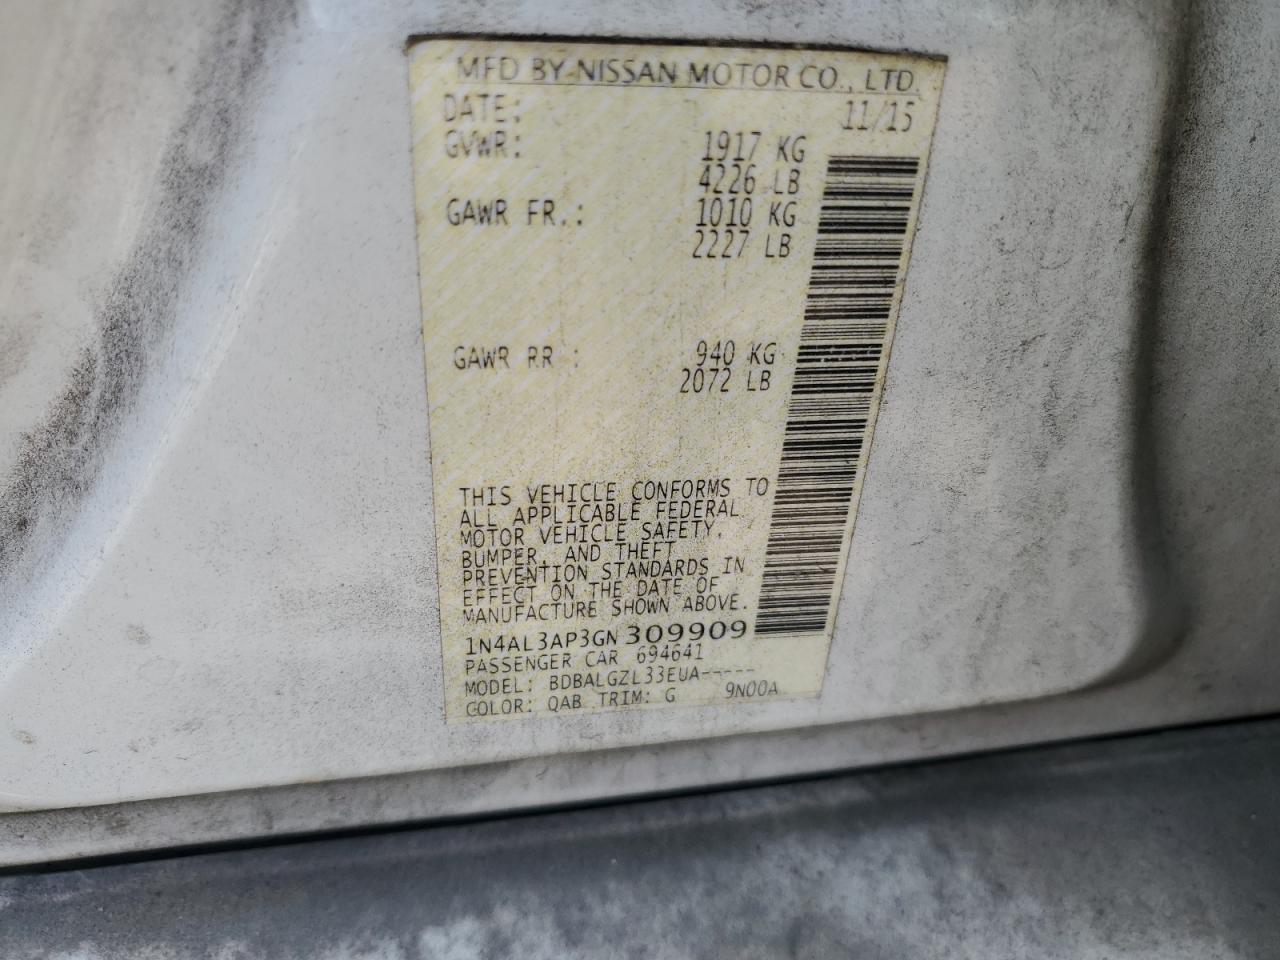 MFD BY NISSAN MOTOR CO., LTD.
DATE: 11/15
GVWR: 1917 KG
4226 LB
GAWR FR.: 1010 KG
2227 LB
GAWR RR : 940 KG
2072 LB
THIS VEHICLE CONFORMS TO
ALL APPLICABLE FEDERAL
MOTOR VEHICLE SAFETY,
BUMPER, AND THEFT
PREVENTION STANDARDS IN
EFFECT ON THE DATE OF
MANUFACTURE SHOWN ABOVE.
1N4AL3AP3GN309909
PASSENGER CAR 694641
MODEL: BDBALGZL33EUA-----
COLOR: QAB TRIM: G 9N00A